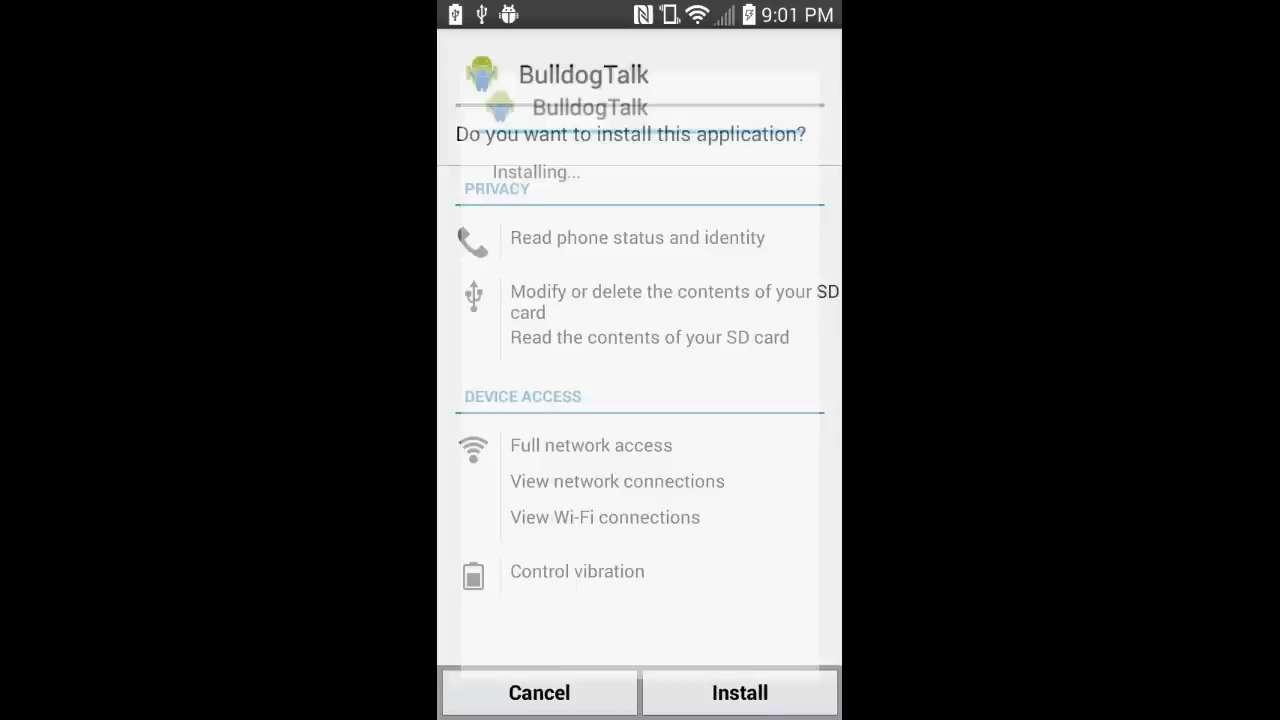 9:01 PM
BulldogTalk
BulldogTalk
Do you want to install this application?
Installing...
PRIVACY
Read phone status and identity
Modify or delete the contents of your SD
card
Read the contents of your SD card
DEVICE ACCESS
Full network access
View network connections
View Wi-Fi connections
Control vibration
Cancel
Install